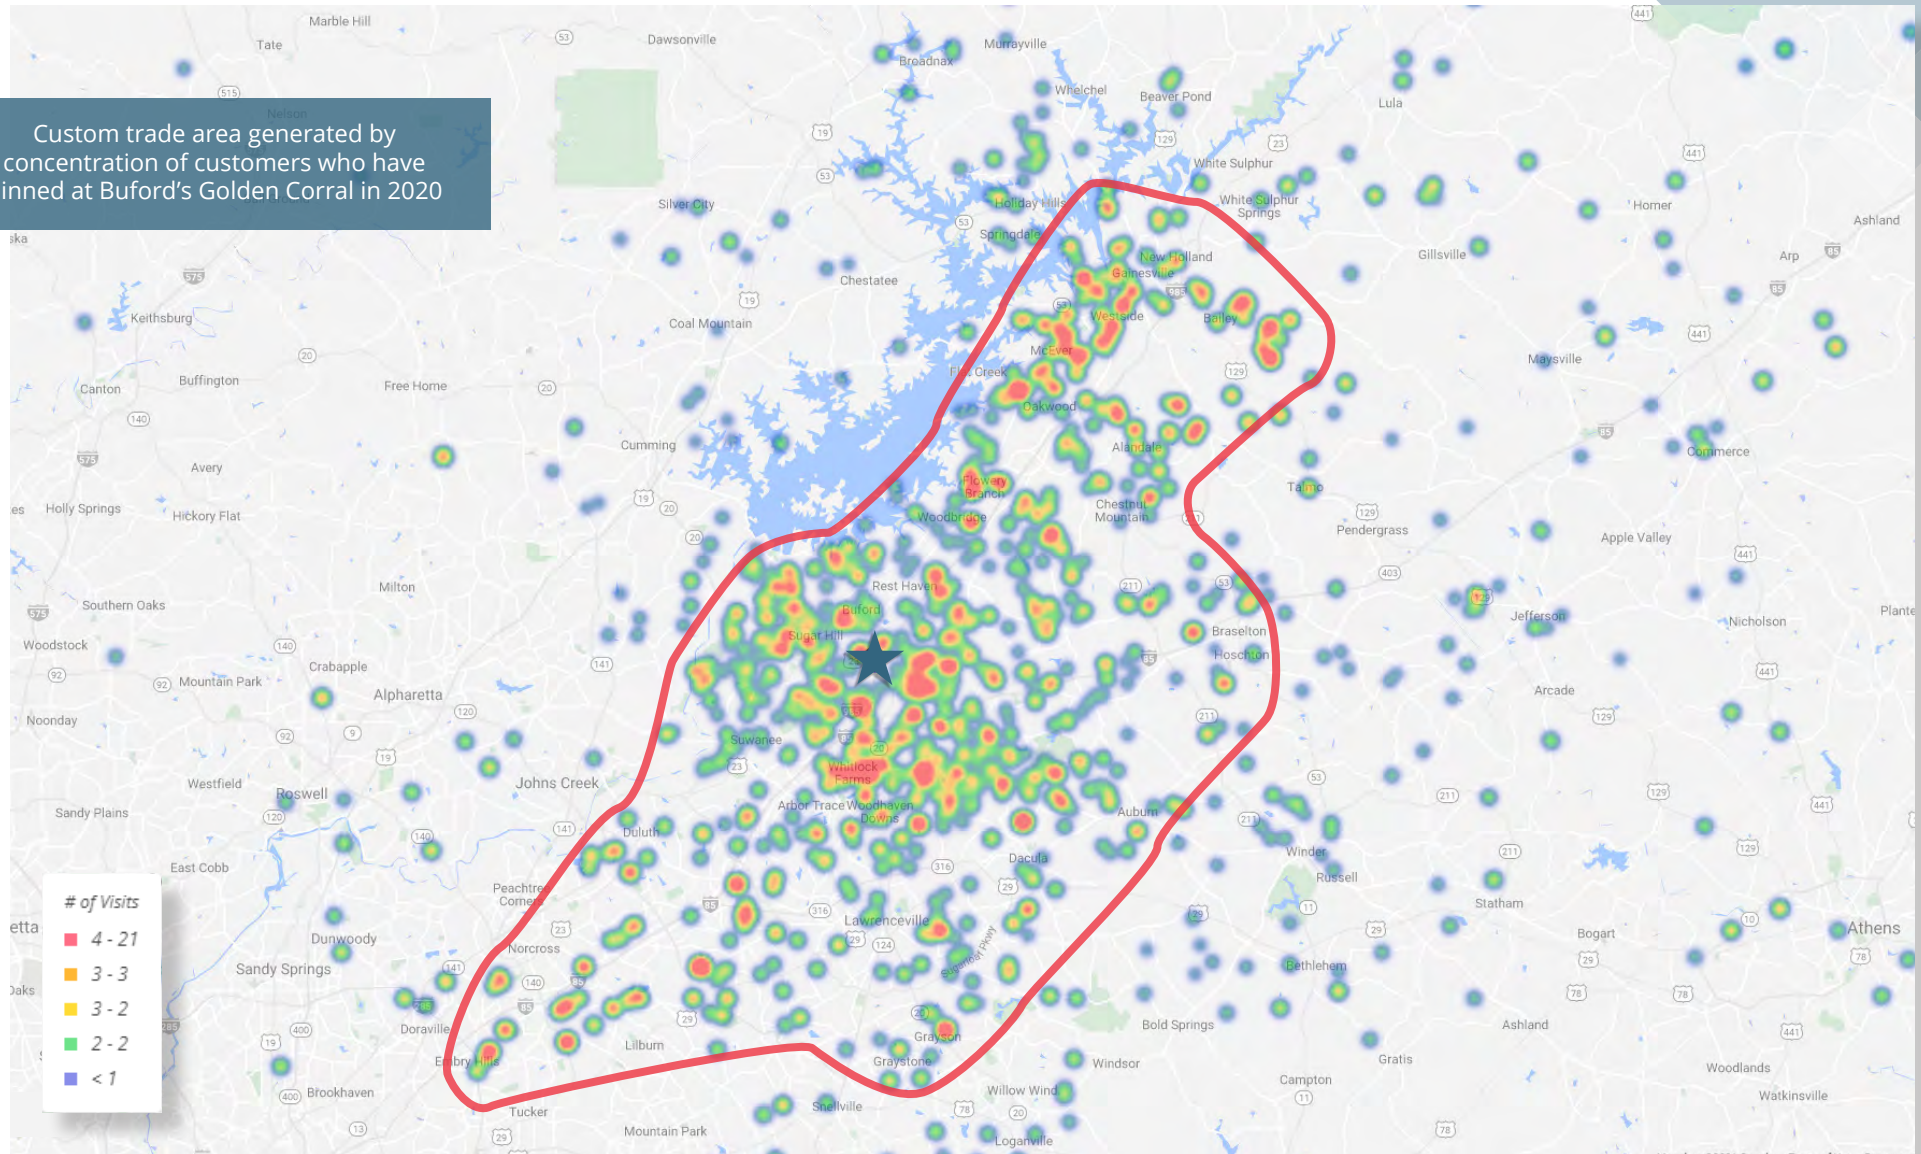 Custom trade area generated by
concentration of customers who have
inned at Buford's Golden Corral in 2020
# of Visits
4 - 21
3 - 3
3 - 2
2 - 2
< 1
Marble Hill
Tate
Dawsonville
Murrayville
Broadnax
Whelchel
Beaver Pond
Lula
Nelson
White Sulphur
White Sulphur
Springs
Homer
Ashland
Silver City
Holiday Hills
Springdale
New Holland
Gainesville
Gillsville
Arp
Chestatee
Keithsburg
Coal Mountain
Westside
Bailey
McEver
Maysville
Canton
Buffington
Free Home
Creek
Oakwood
Cumming
Alandale
Commerce
Avery
Flowery
Branch
Talmo
Holly Springs
Hickory Flat
Woodbridge
Chestnut
Mountain
Pendergrass
Apple Valley
Milton
Rest Haven
Southern Oaks
Buford
Jefferson
Nicholson
Plante
Woodstock
Sugar Hill
Braselton
Hoschton
Crabapple
Mountain Park
Alpharetta
Arcade
Noonday
Suwanee
Whitlock
Farms
Westfield
Johns Creek
Roswell
Sandy Plains
Arbor Trace
Woodhaven
Downs
Auburn
Duluth
East Cobb
Dacula
Winder
Russell
Peachtree
Corners
Statham
Lawrenceville
etta
Dunwoody
Norcross
Sugarloaf Pkwy
Bogart
Athens
Sandy Springs
Bethlehem
Doraville
Embry Hills
Lilburn
Grayson
Graystone
Bold Springs
Ashland
Windsor
Gratis
Brookhaven
Willow Wind
Campton
Woodlands
Watkinsville
Tucker
Snellville
Mountain Park
Loganville